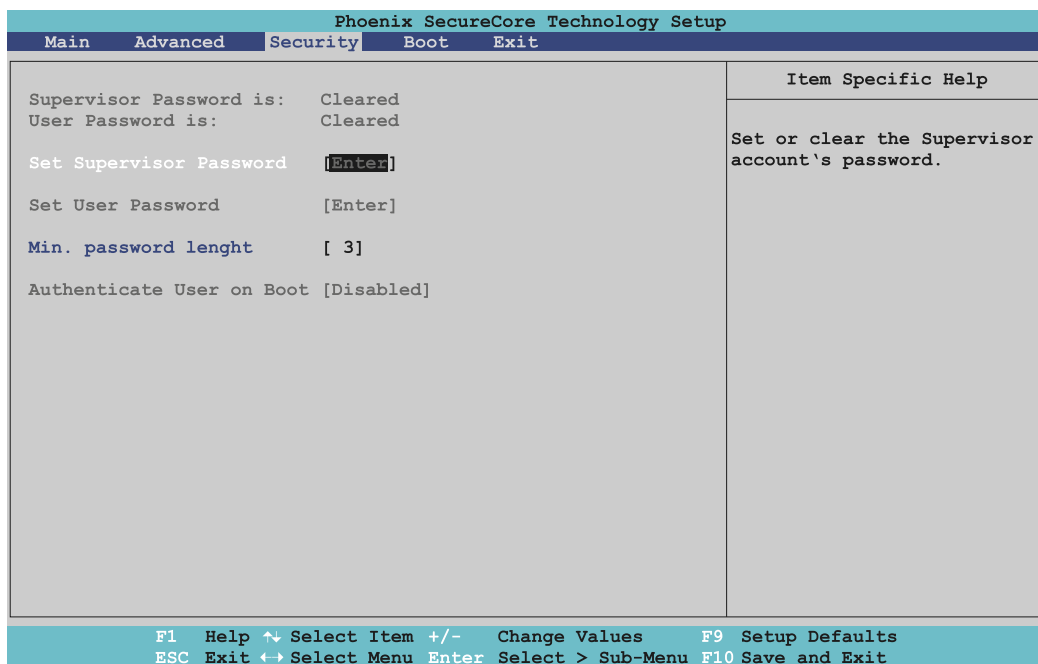 Phoenix SecureCore Technology Setup
Main Advanced Security Boot Exit
Supervisor Password is: Cleared
User Password is: Cleared
Set Supervisor Password [Enter]
Set User Password [Enter]
Min. password lenght [ 3]
Authenticate User on Boot [Disabled]
Item Specific Help
Set or clear the Supervisor
account‵s password.
F1 Help ↑↓ Select Item +/- Change Values F9 Setup Defaults
ESC Exit ←→ Select Menu Enter Select > Sub-Menu F10 Save and Exit